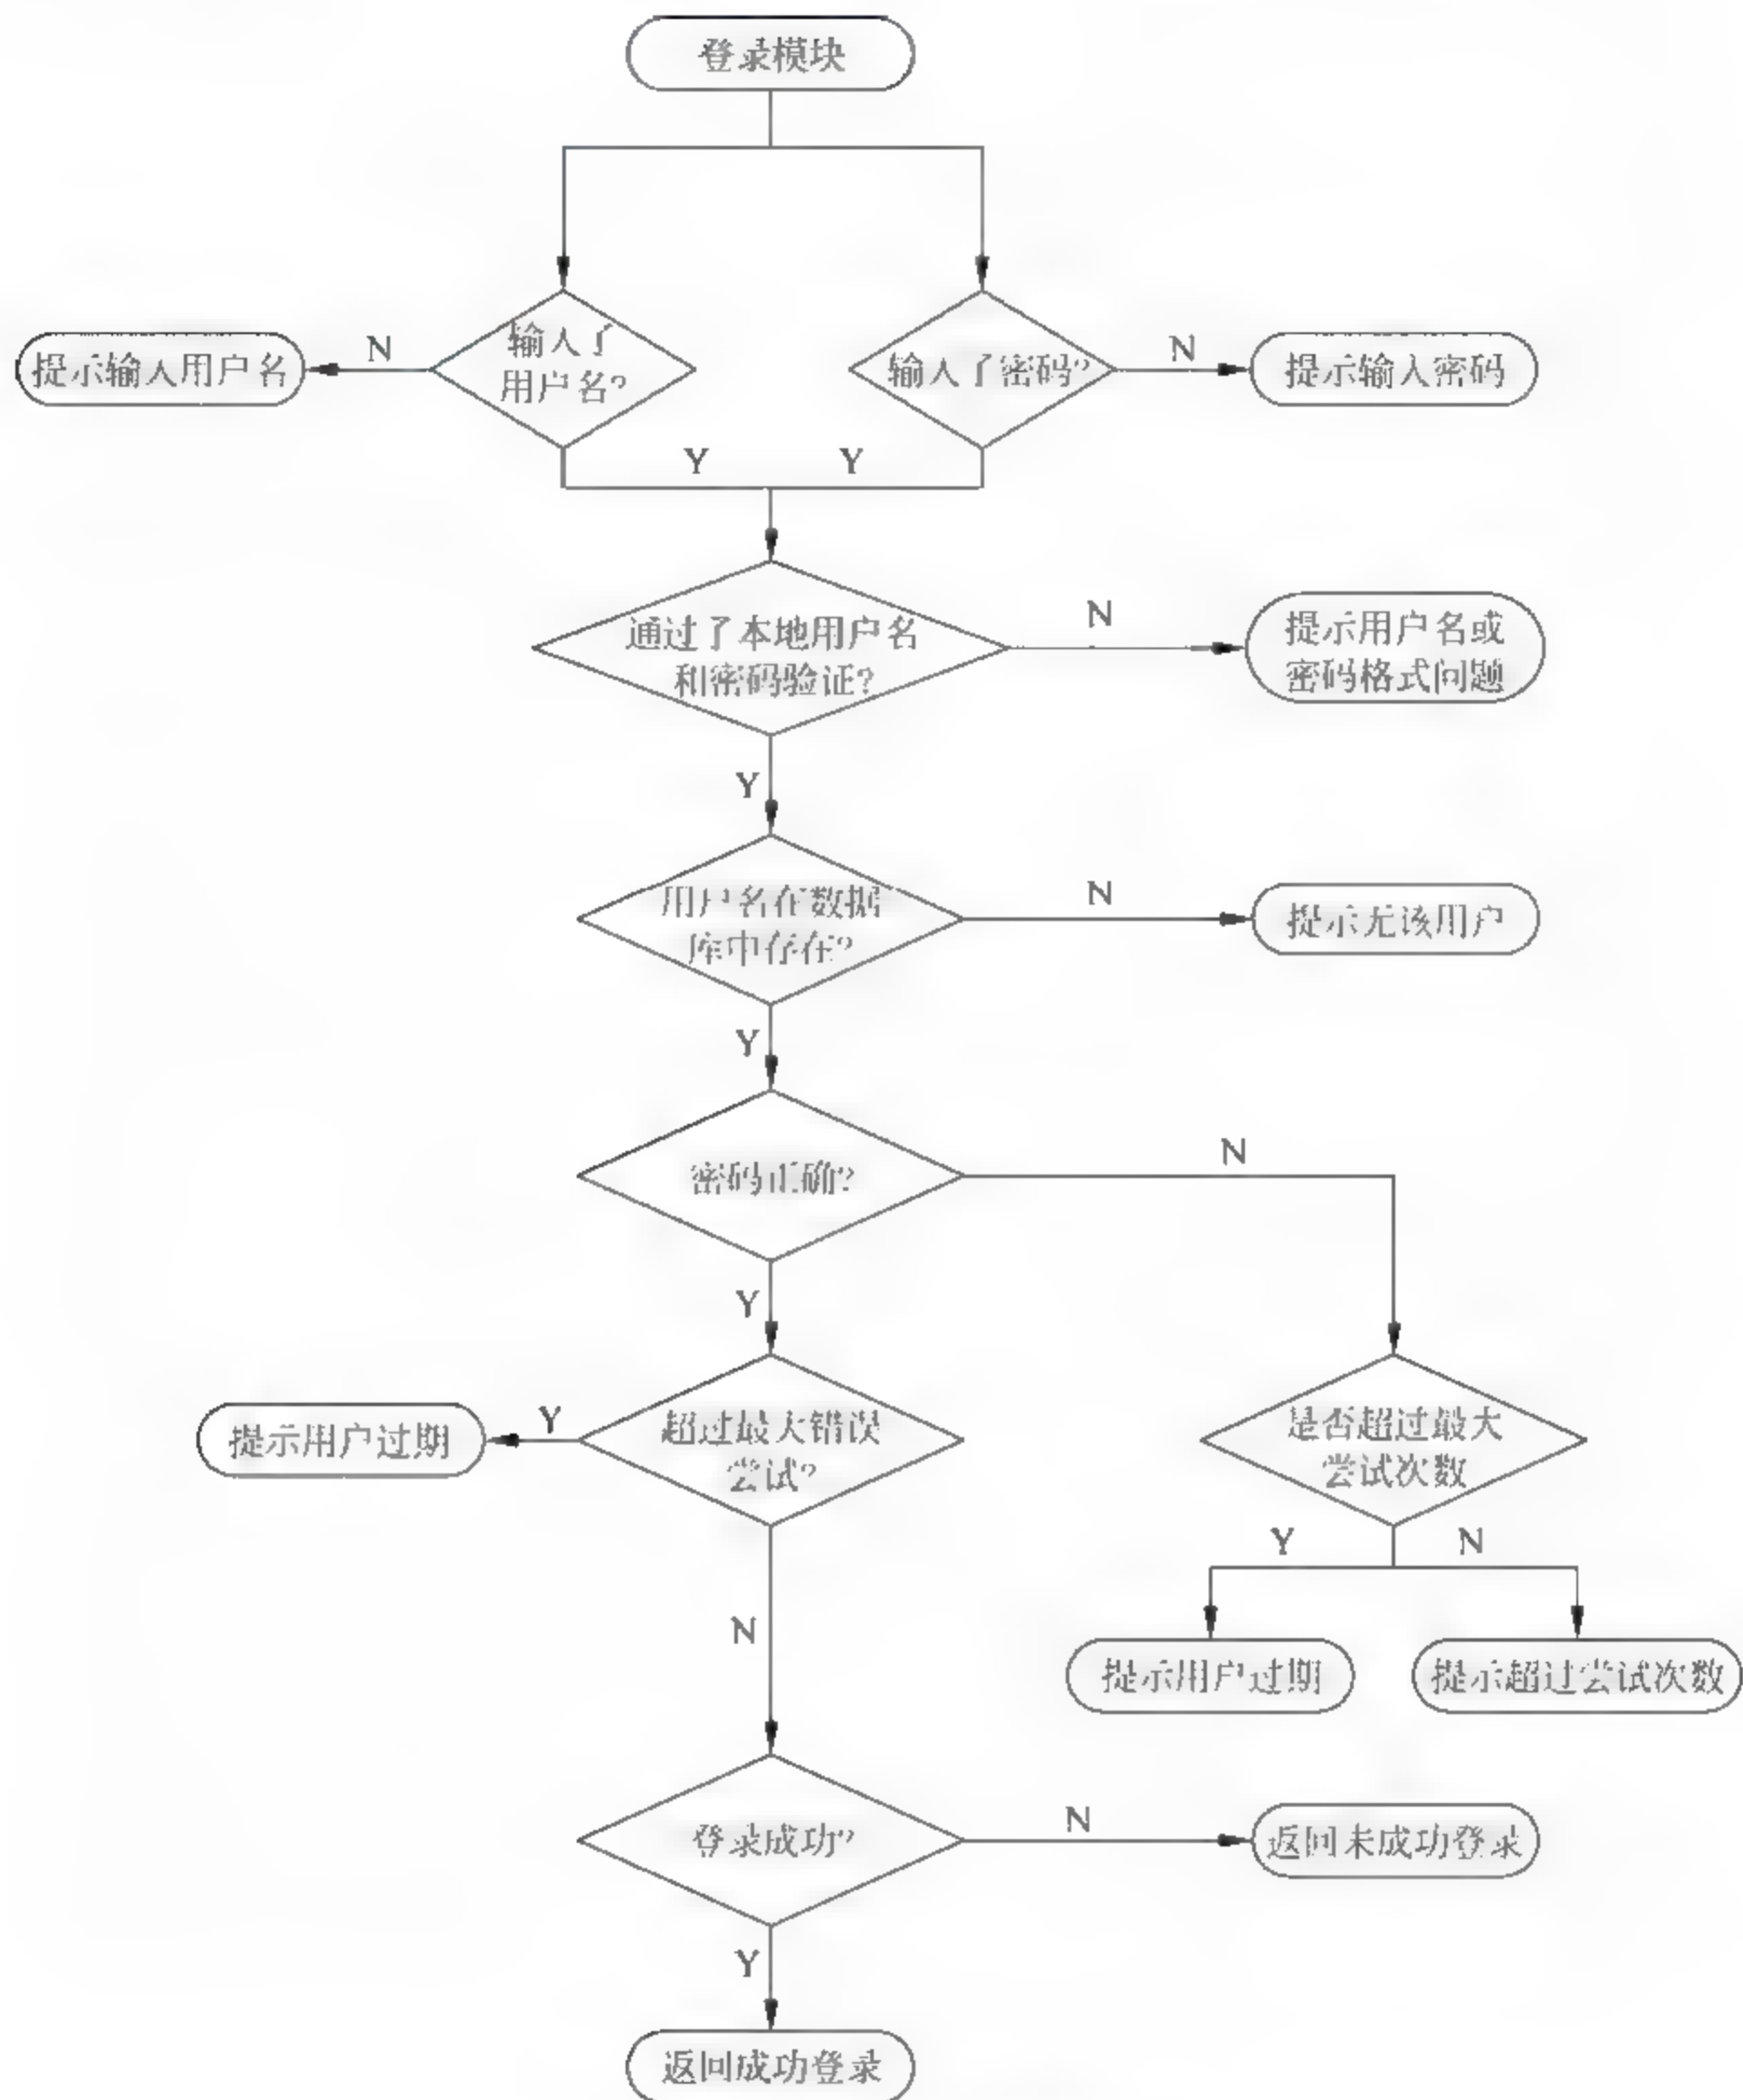 登录模块
输入了
用户名?
N
提示输入用户名
输入了密码?
N
提示输入密码
Y
Y
通过了本地用户名
和密码验证?
N
提示用户名或
密码格式问题
Y
用户名在数据
库中存在?
N
提示无该用户
Y
密码正确?
N
Y
提示用户过期
Y
超过最大错误
尝试?
是否超过最大
尝试次数
Y
N
N
提示用户过期
提示超过尝试次数
登录成功?
N
返回未成功登录
Y
返回成功登录